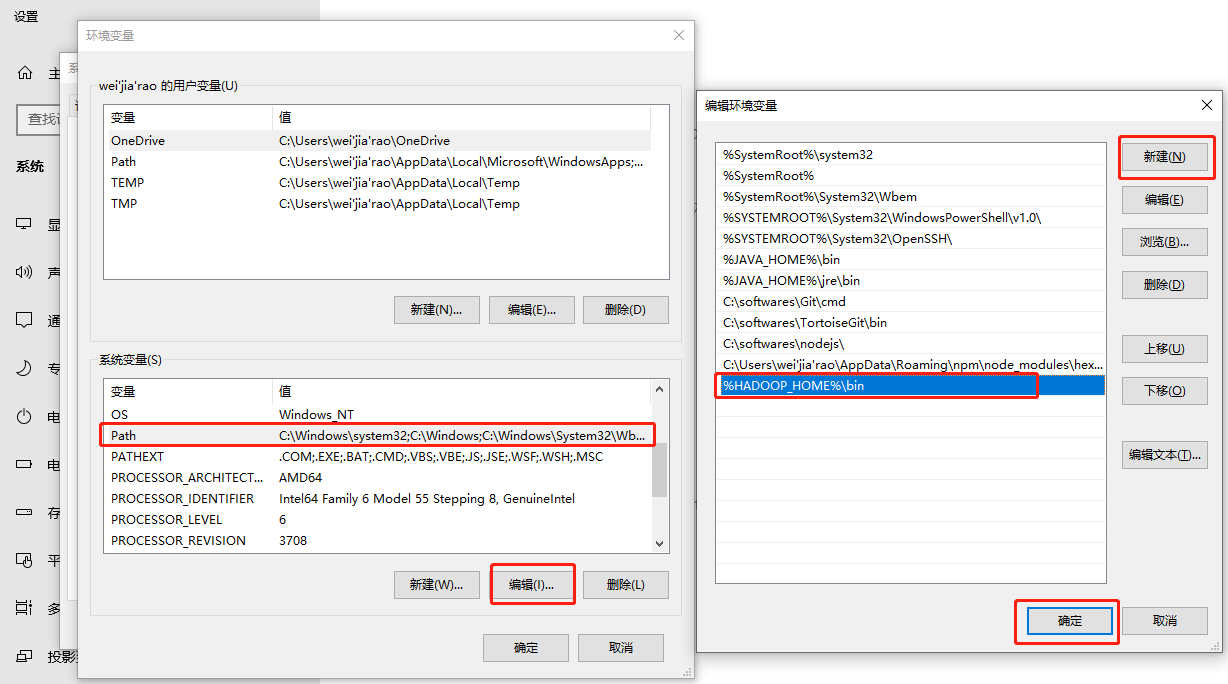 设置
环境变量
主
系
查找
系统
显
声
通
专
电
电
存
平
多
投影
wei'jia'rao 的用户变量(U)
变量 值
OneDrive C:\Users\wei'jia'rao\OneDrive
Path C:\Users\wei'jia'rao\AppData\Local\Microsoft\WindowsApps;...
TEMP C:\Users\wei'jia'rao\AppData\Local\Temp
TMP C:\Users\wei'jia'rao\AppData\Local\Temp
新建(N)... 编辑(E)... 删除(D)
系统变量(S)
变量 值
OS Windows_NT
Path C:\Windows\system32;C:\Windows;C:\Windows\System32\Wb...
PATHEXT .COM;.EXE;.BAT;.CMD;.VBS;.VBE;.JS;.JSE;.WSF;.WSH;.MSC
PROCESSOR_ARCHITECT... AMD64
PROCESSOR_IDENTIFIER Intel64 Family 6 Model 55 Stepping 8, GenuineIntel
PROCESSOR_LEVEL 6
PROCESSOR_REVISION 3708
新建(W)... 编辑(I)... 删除(L)
确定 取消
编辑环境变量
%SystemRoot%\system32
%SystemRoot%
%SystemRoot%\System32\Wbem
%SYSTEMROOT%\System32\WindowsPowerShell\v1.0\
%SYSTEMROOT%\System32\OpenSSH\
%JAVA_HOME%\bin
%JAVA_HOME%\jre\bin
C:\softwares\Git\cmd
C:\softwares\TortoiseGit\bin
C:\softwares\nodejs\
C:\Users\wei'jia'rao\AppData\Roaming\npm\node_modules\hex...
%HADOOP_HOME%\bin
新建(N)
编辑(E)
浏览(B)...
删除(D)
上移(U)
下移(O)
编辑文本(T)...
确定 取消